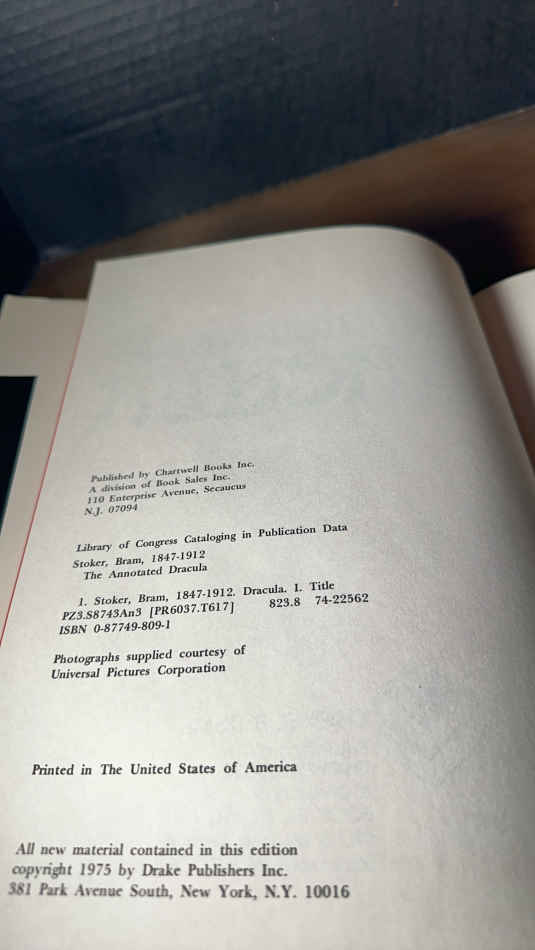 Published by Chartwell Books Inc.
A division of Book Sales Inc.
110 Enterprise Avenue, Secaucus
N.J. 07094
Library of Congress Cataloging in Publication Data
Stoker, Bram, 1847-1912
The Annotated Dracula
1. Stoker, Bram, 1847-1912. Dracula. I. Title
PZ3.S8743An3 [PR6037.T617] 823.8 74-22562
ISBN 0-87749-809-1
Photographs supplied courtesy of
Universal Pictures Corporation
Printed in The United States of America
All new material contained in this edition
copyright 1975 by Drake Publishers Inc.
381 Park Avenue South, New York, N.Y. 10016